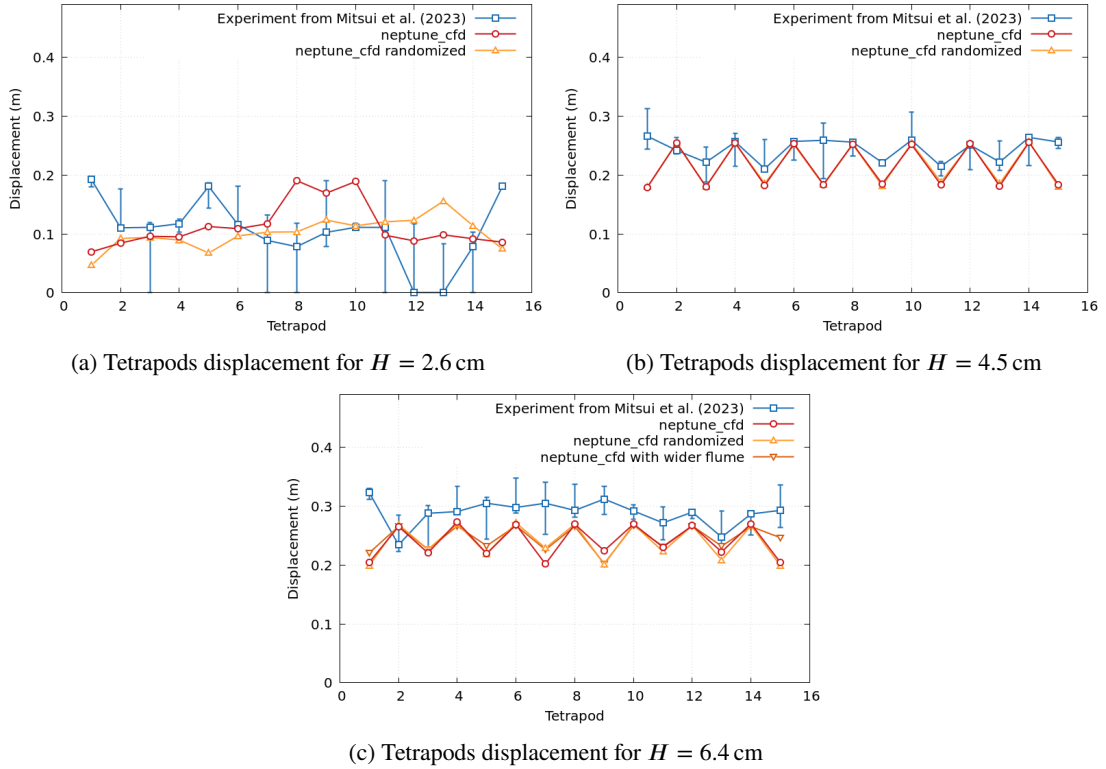 Experiment from Mitsui et al. (2023)
neptune_cfd
neptune_cfd randomized
0.4
0.3
0.2
0.1
0
Displacement (m)
0 2 4 6 8 10 12 14 16
Tetrapod
(a) Tetrapods displacement for H = 2.6 cm
Experiment from Mitsui et al. (2023)
neptune_cfd
neptune_cfd randomized
0.4
0.3
0.2
0.1
0
Displacement (m)
0 2 4 6 8 10 12 14 16
Tetrapod
(b) Tetrapods displacement for H = 4.5 cm
Experiment from Mitsui et al. (2023)
neptune_cfd
neptune_cfd randomized
neptune_cfd with wider flume
0.4
0.3
0.2
0.1
0
Displacement (m)
0 2 4 6 8 10 12 14 16
Tetrapod
(c) Tetrapods displacement for H = 6.4 cm